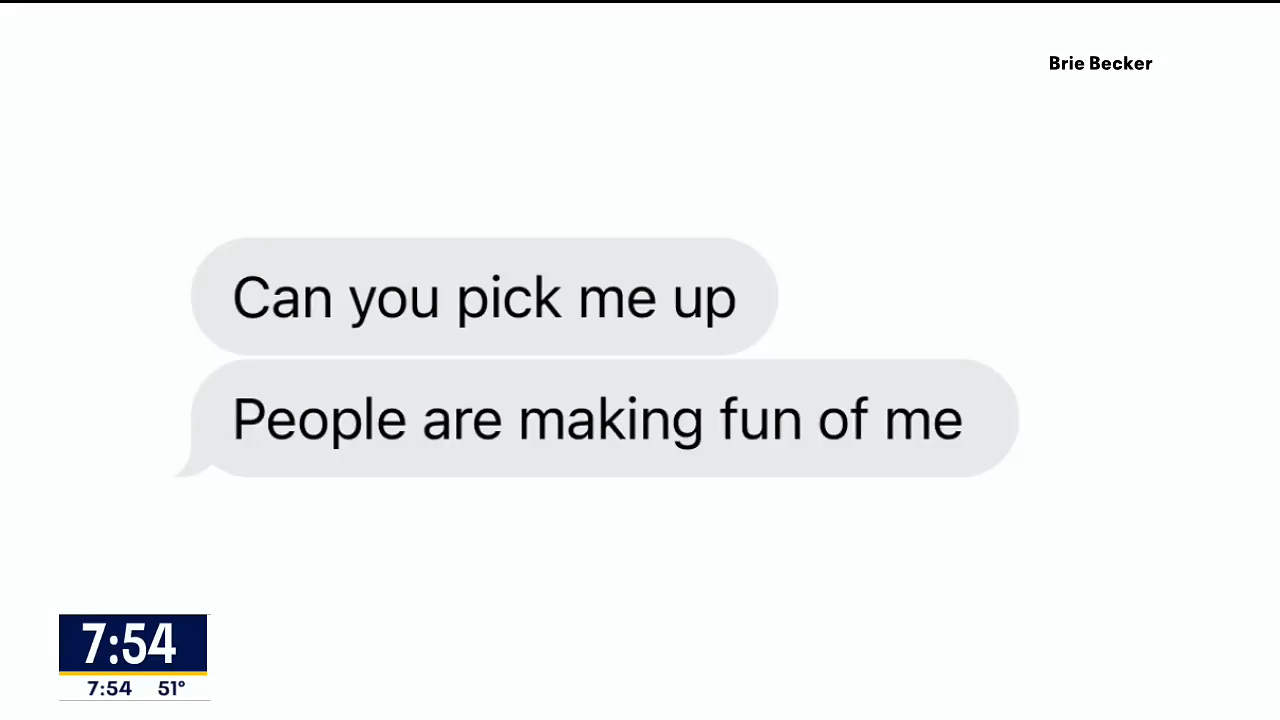 Brie Becker
Can you pick me up
People are making fun of me
7:54
7:54 51°